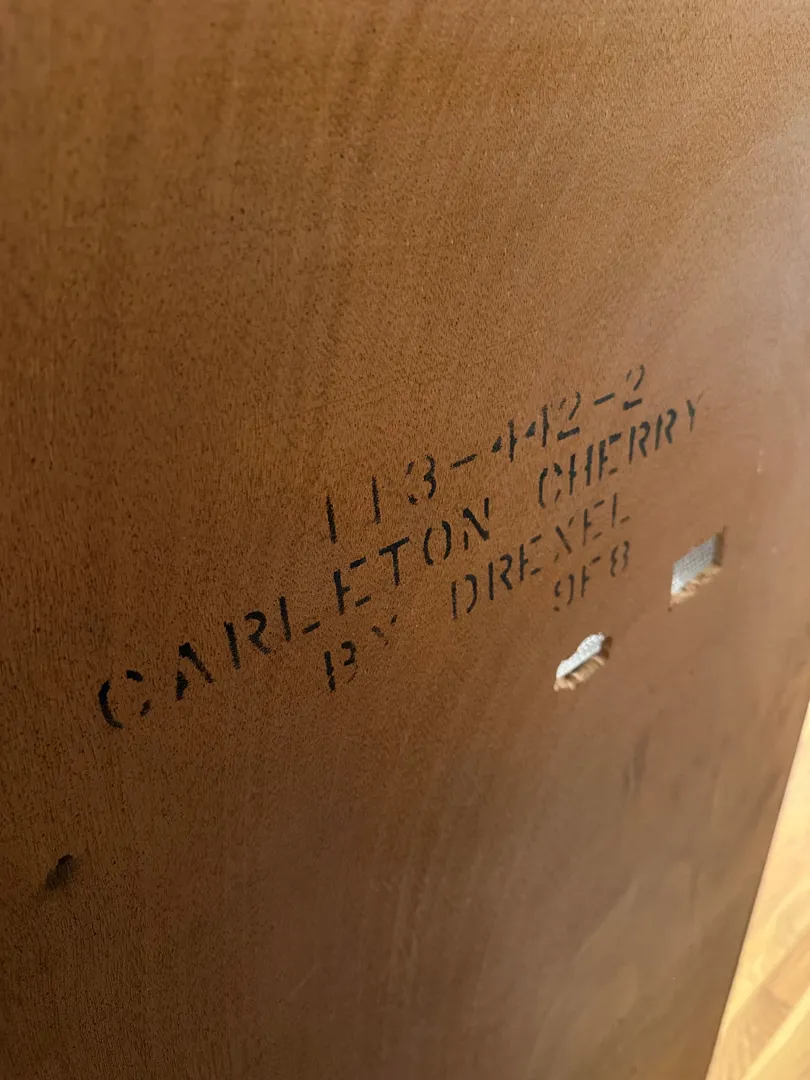 113-442-2
CARLETON CHERRY
BY DREXEL
9F8